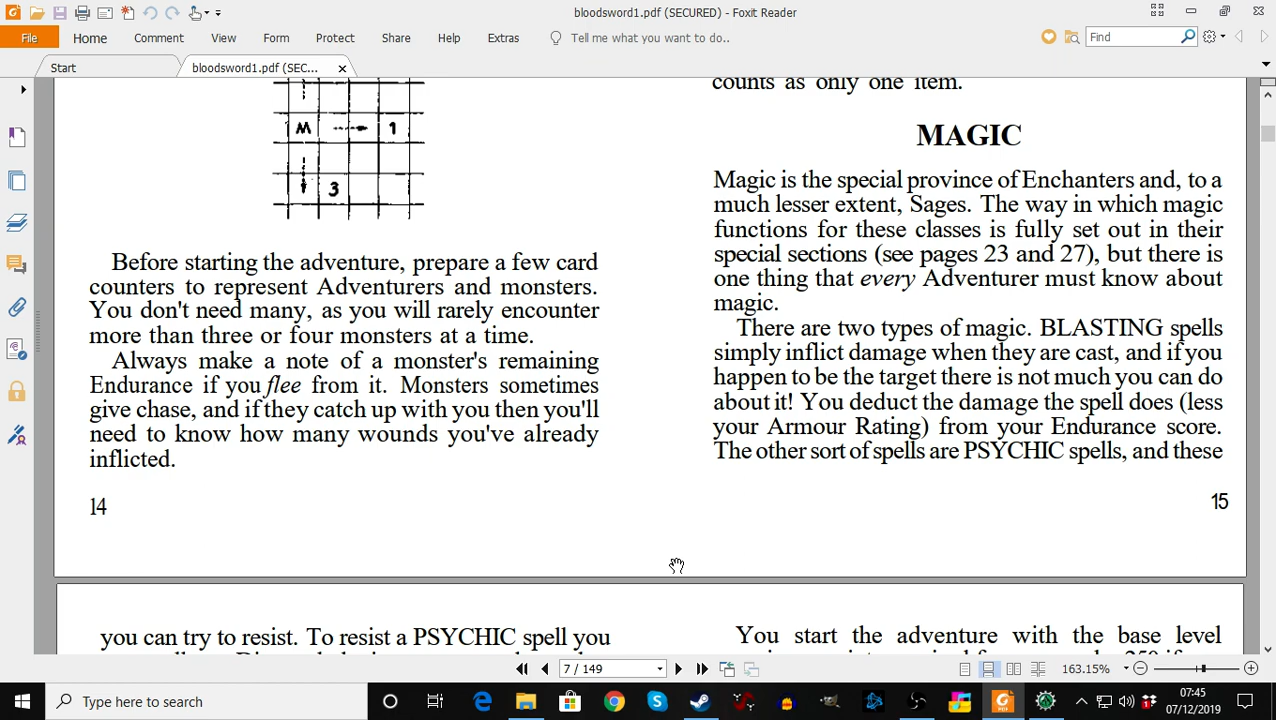 bloodsword1.pdf (SECURED) - Foxit Reader
File
Home
Comment
View
Form
Protect
Share
Help
Extras
Tell me what you want to do..
Find
Start
bloodsword1.pdf (SEC...
M
1
3
Before starting the adventure, prepare a few card
counters to represent Adventurers and monsters.
You don't need many, as you will rarely encounter
more than three or four monsters at a time.
Always make a note of a monster's remaining
Endurance if you flee from it. Monsters sometimes
give chase, and if they catch up with you then you'll
need to know how many wounds you've already
inflicted.
14
counts as only one item.
MAGIC
Magic is the special province of Enchanters and, to a
much lesser extent, Sages. The way in which magic
functions for these classes is fully set out in their
special sections (see pages 23 and 27), but there is
one thing that every Adventurer must know about
magic.
There are two types of magic. BLASTING spells
simply inflict damage when they are cast, and if you
happen to be the target there is not much you can do
about it! You deduct the damage the spell does (less
your Armour Rating) from your Endurance score.
The other sort of spells are PSYCHIC spells, and these
15
you can try to resist. To resist a PSYCHIC spell you
You start the adventure with the base level
7 / 149
163.15%
Type here to search
07:45
07/12/2019